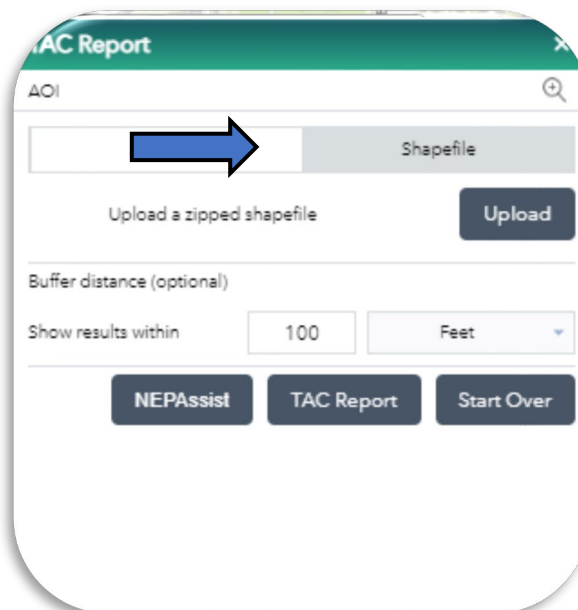 TAC Report ×
AOI
Shapefile
Upload a zipped shapefile Upload
Buffer distance (optional)
Show results within 100 Feet
NEPAssist TAC Report Start Over